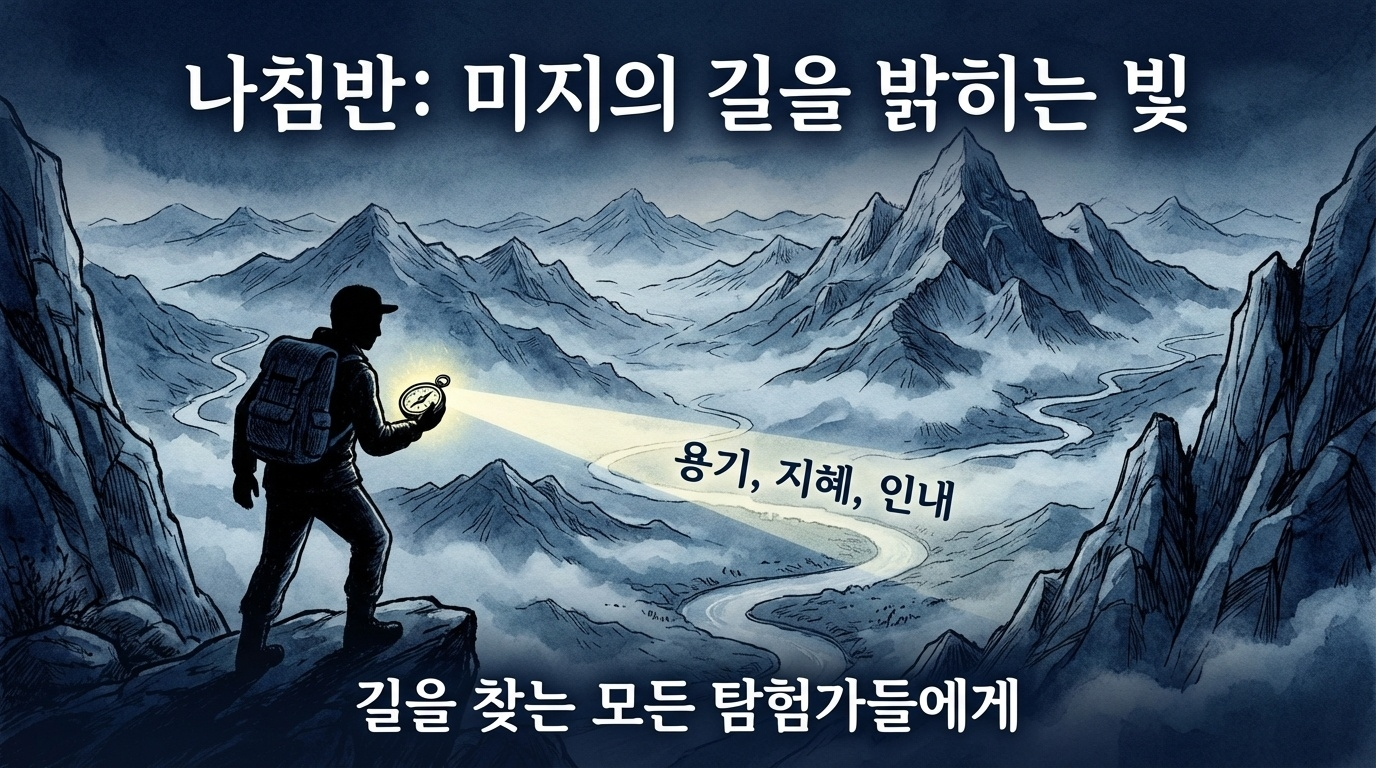 나침반: 미지의 길을 밝히는 빛
용기, 지혜, 인내
길을 찾는 모든 탐험가들에게